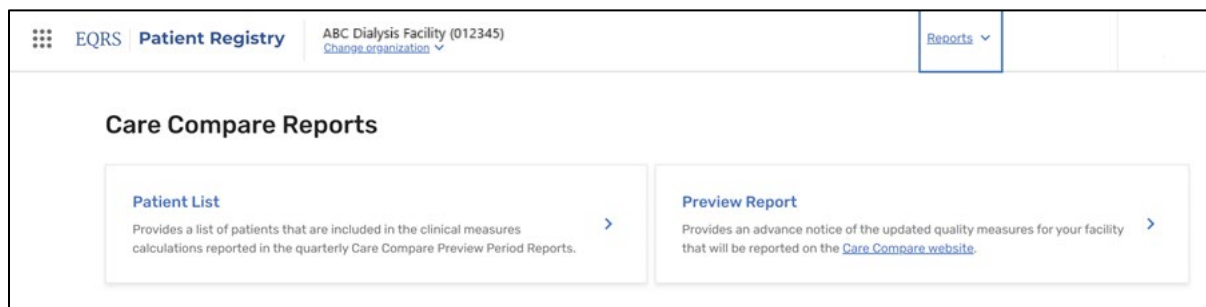 EQRS Patient Registry
ABC Dialysis Facility (012345)
Change organization
Reports
Care Compare Reports
Patient List
Provides a list of patients that are included in the clinical measures
calculations reported in the quarterly Care Compare Preview Period Reports.
Preview Report
Provides an advance notice of the updated quality measures for your facility
that will be reported on the Care Compare website.